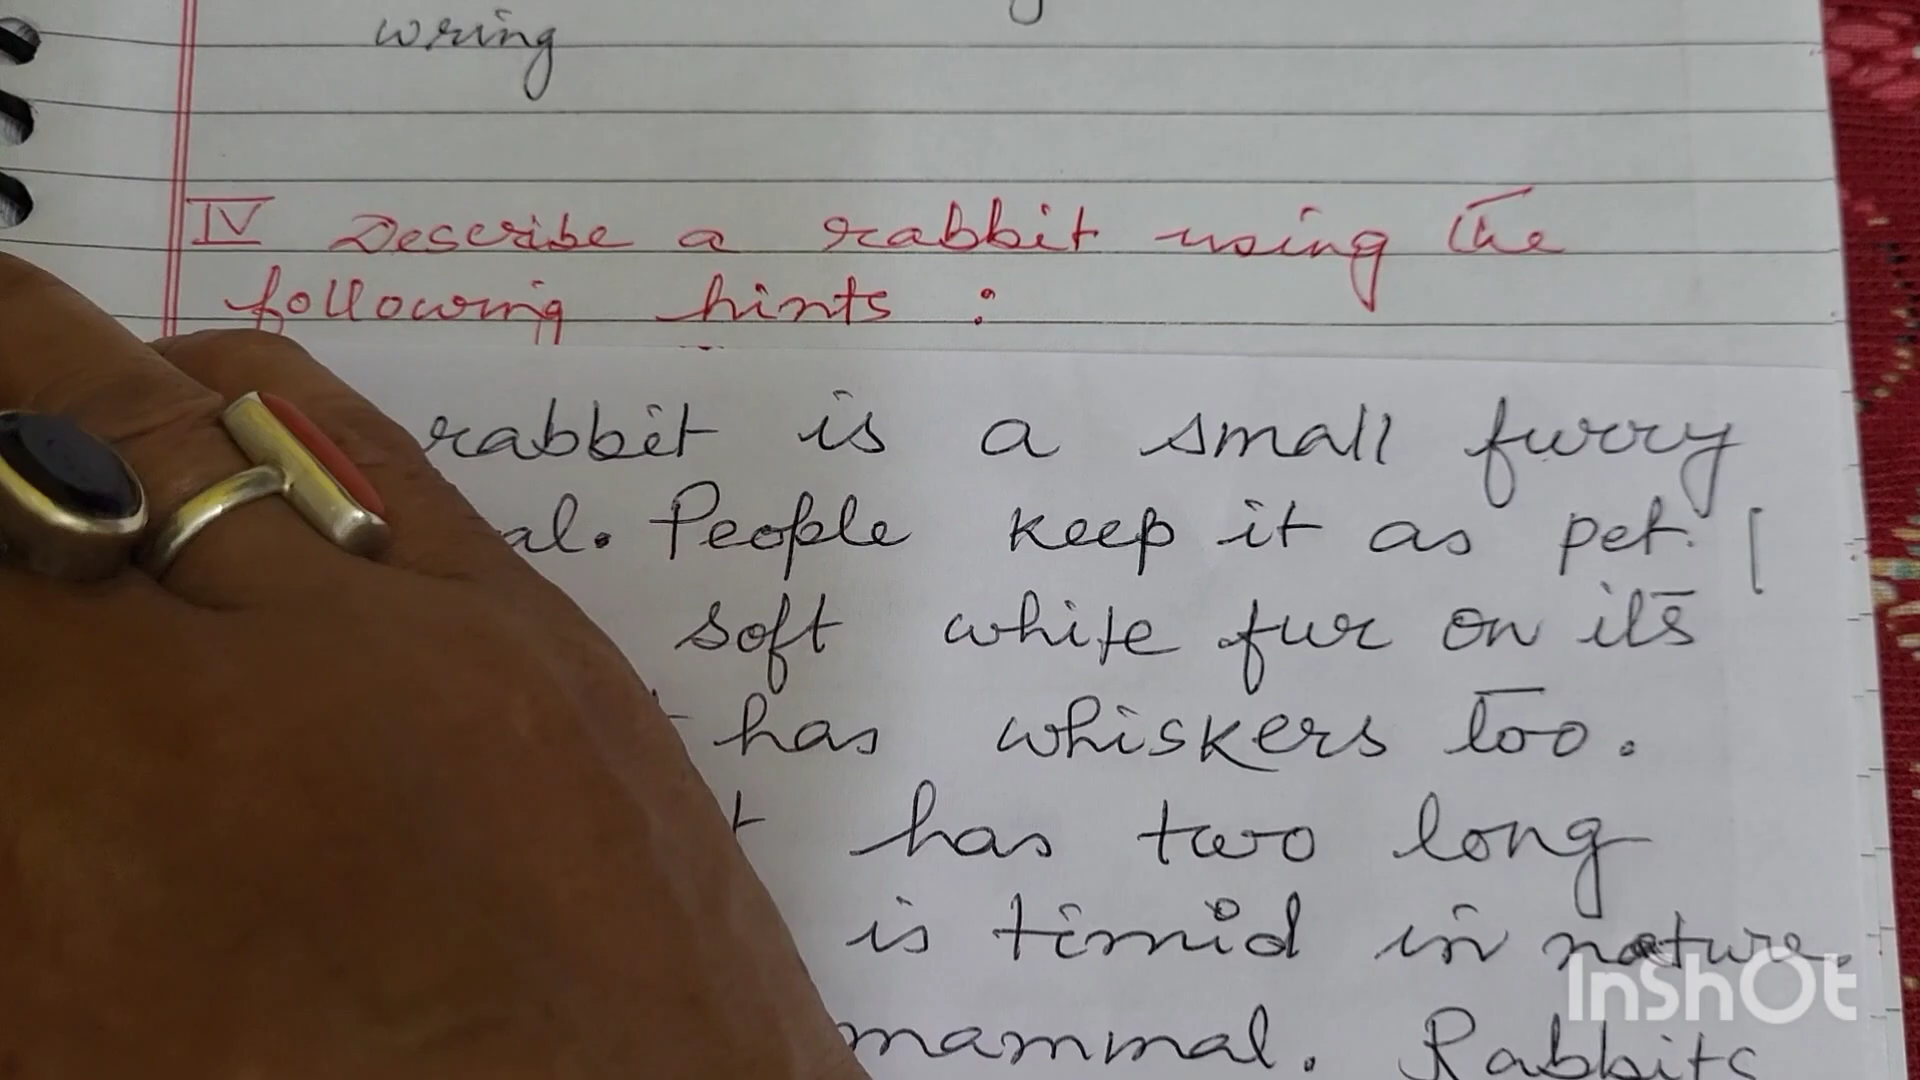 wring
IV Describe a rabbit using the
following hints :
rabbit is a small furry
al. People keep it as pet.
soft white fur on its
has whiskers too.
has two long
is timid in nature.
mammal. Rabbits
InShOt